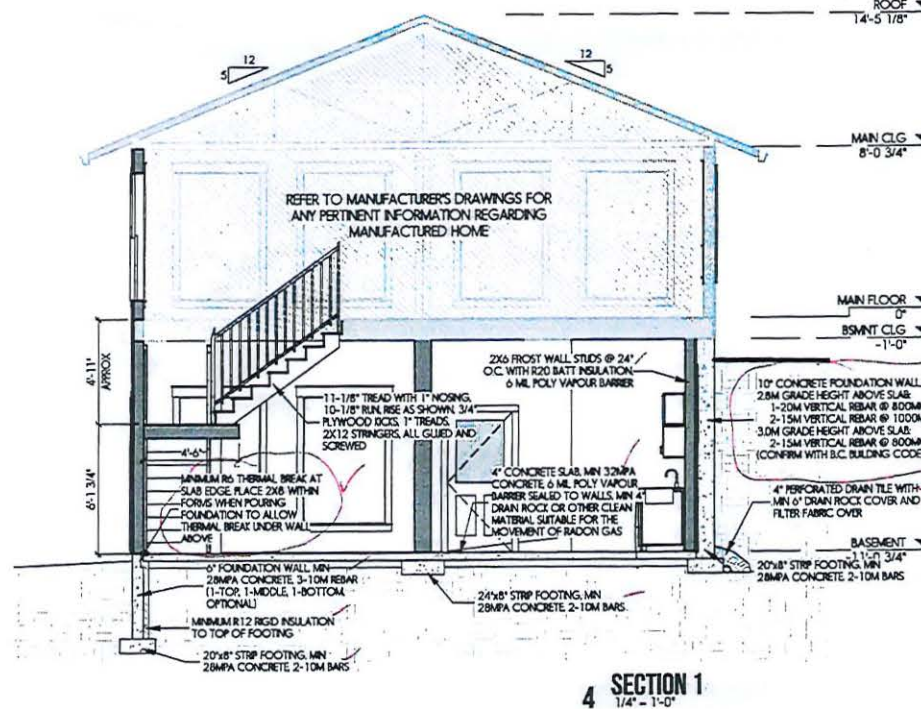 ROOF
14'-5 1/8"
12
5
12
5
MAIN CLG
8'-0 3/4"
REFER TO MANUFACTURER'S DRAWINGS FOR
ANY PERTINENT INFORMATION REGARDING
MANUFACTURED HOME
MAIN FLOOR
0"
BSMNT CLG
-1'-0"
4'-11"
APPROX
2X6 FROST WALL STUDS @ 24"
O.C. WITH R20 BATT INSULATION,
6 MIL POLY VAPOUR BARRIER
11-1/8" TREAD WITH 1" NOSING,
10-1/8" RUN, RISE AS SHOWN, 3/4"
PLYWOOD KICKS, 1" TREADS,
2X12 STRINGERS, ALL GLUED AND
SCREWED
10" CONCRETE FOUNDATION WALL
2.8M GRADE HEIGHT ABOVE SLAB:
1-20M VERTICAL REBAR @ 800M
2-15M VERTICAL REBAR @ 1000M
3.0M GRADE HEIGHT ABOVE SLAB:
2-15M VERTICAL REBAR @ 800M
(CONFIRM WITH B.C. BUILDING CODE
4'-6"
6'-1 3/4"
MINIMUM R6 THERMAL BREAK AT
SLAB EDGE. PLACE 2X8 WITHIN
FORMS WHEN POURING
FOUNDATION TO ALLOW
THERMAL BREAK UNDER WALL
ABOVE
4" CONCRETE SLAB, MIN 32MPA
CONCRETE, 6 MIL POLY VAPOUR
BARRIER SEALED TO WALLS, MIN 4"
DRAIN ROCK OR OTHER CLEAN
MATERIAL SUITABLE FOR THE
MOVEMENT OF RADON GAS
4" PERFORATED DRAIN TILE WITH
MIN 6" DRAIN ROCK COVER AND
FILTER FABRIC OVER
BASEMENT
-11'-0 3/4"
20"x8" STRIP FOOTING, MIN
28MPA CONCRETE, 2-10M BARS
6" FOUNDATION WALL, MIN
28MPA CONCRETE, 3-10M REBAR
(1-TOP, 1-MIDDLE, 1-BOTTOM,
OPTIONAL)
24"x8" STRIP FOOTING, MIN
28MPA CONCRETE, 2-10M BARS
MINIMUM R12 RIGID INSULATION
TO TOP OF FOOTING
20"x8" STRIP FOOTING, MIN
28MPA CONCRETE, 2-10M BARS
4 SECTION 1
1/4" = 1'-0"